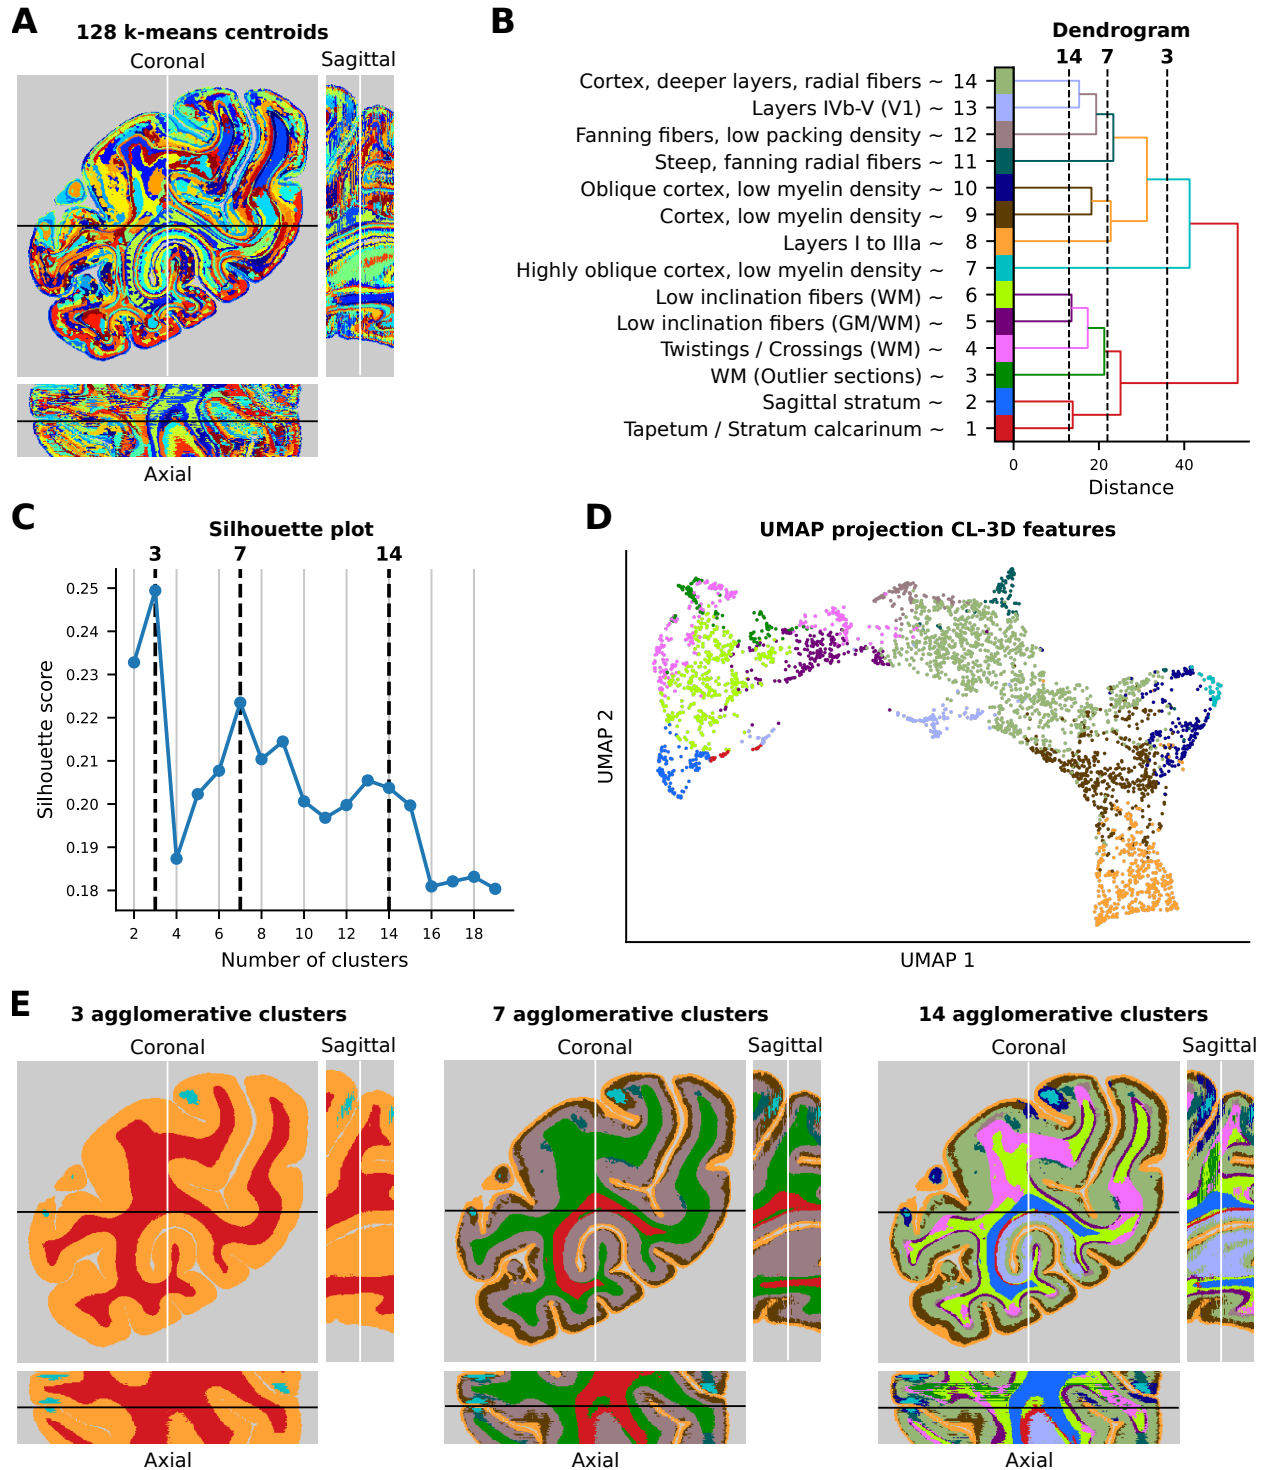 A
128 k-means centroids
Coronal
Sagittal
Axial
B
Dendrogram
14 7 3
Cortex, deeper layers, radial fibers ~ 14
Layers IVb-V (V1) ~ 13
Fanning fibers, low packing density ~ 12
Steep, fanning radial fibers ~ 11
Oblique cortex, low myelin density ~ 10
Cortex, low myelin density ~ 9
Layers I to IIIa ~ 8
Highly oblique cortex, low myelin density ~ 7
Low inclination fibers (WM) ~ 6
Low inclination fibers (GM/WM) ~ 5
Twistings / Crossings (WM) ~ 4
WM (Outlier sections) ~ 3
Sagittal stratum ~ 2
Tapetum / Stratum calcarinum ~ 1
0 20 40
Distance
C
Silhouette plot
3 7 14
0.25
0.24
0.23
0.22
0.21
0.20
0.19
0.18
Silhouette score
2 4 6 8 10 12 14 16 18
Number of clusters
D
UMAP projection CL-3D features
UMAP 2
UMAP 1
E
3 agglomerative clusters
Coronal
Sagittal
Axial
7 agglomerative clusters
Coronal
Sagittal
Axial
14 agglomerative clusters
Coronal
Sagittal
Axial